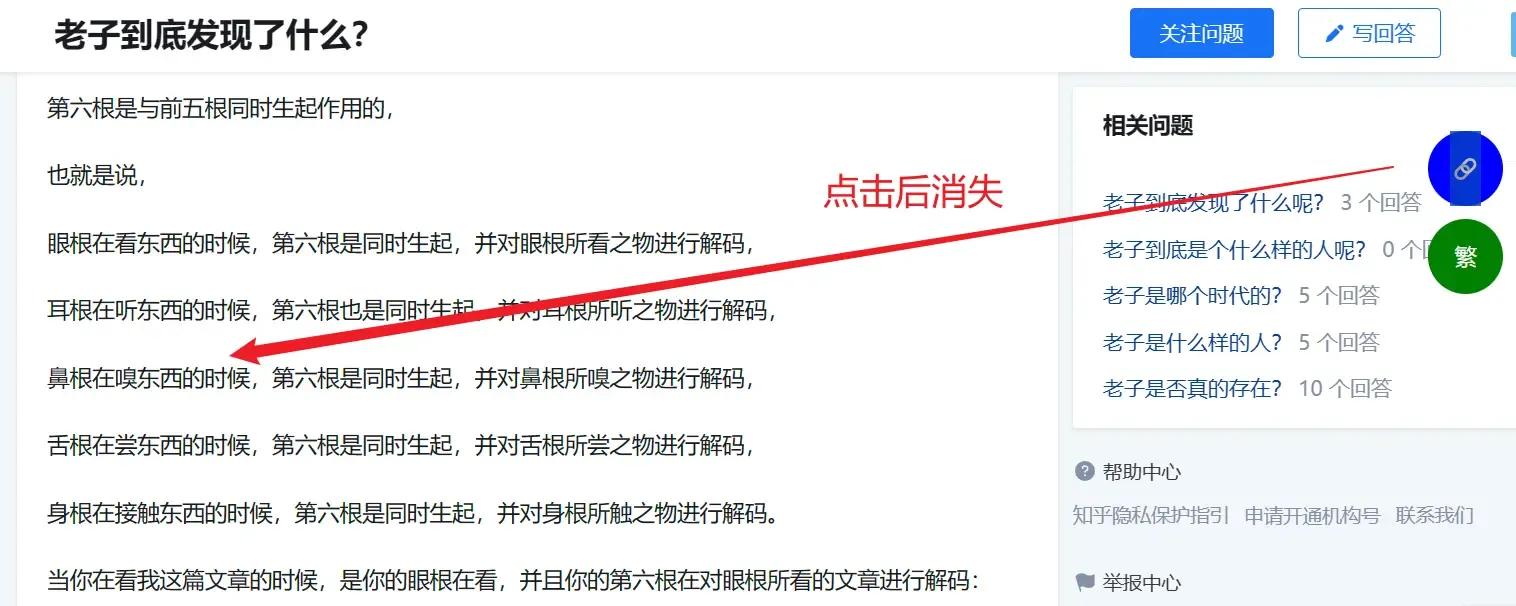 老子到底发现了什么?
关注问题
写回答
第六根是与前五根同时生起作用的,
也就是说,
眼根在看东西的时候，第六根是同时生起，并对眼根所看之物进行解码，
耳根在听东西的时候，第六根也是同时生起，并对耳根所听之物进行解码，
鼻根在嗅东西的时候，第六根是同时生起，并对鼻根所嗅之物进行解码，
舌根在尝东西的时候，第六根是同时生起，并对舌根所尝之物进行解码，
身根在接触东西的时候，第六根是同时生起，并对身根所触之物进行解码。
当你在看我这篇文章的时候，是你的眼根在看，并且你的第六根在对眼根所看的文章进行解码：
点击后消失
相关问题
老子到底发现了什么呢? 3 个回答
老子到底是个什么样的人呢? 0 个
老子是哪个时代的? 5 个回答
老子是什么样的人? 5 个回答
老子是否真的存在? 10 个回答
繁
帮助中心
知乎隐私保护指引 申请开通机构号 联系我们
举报中心